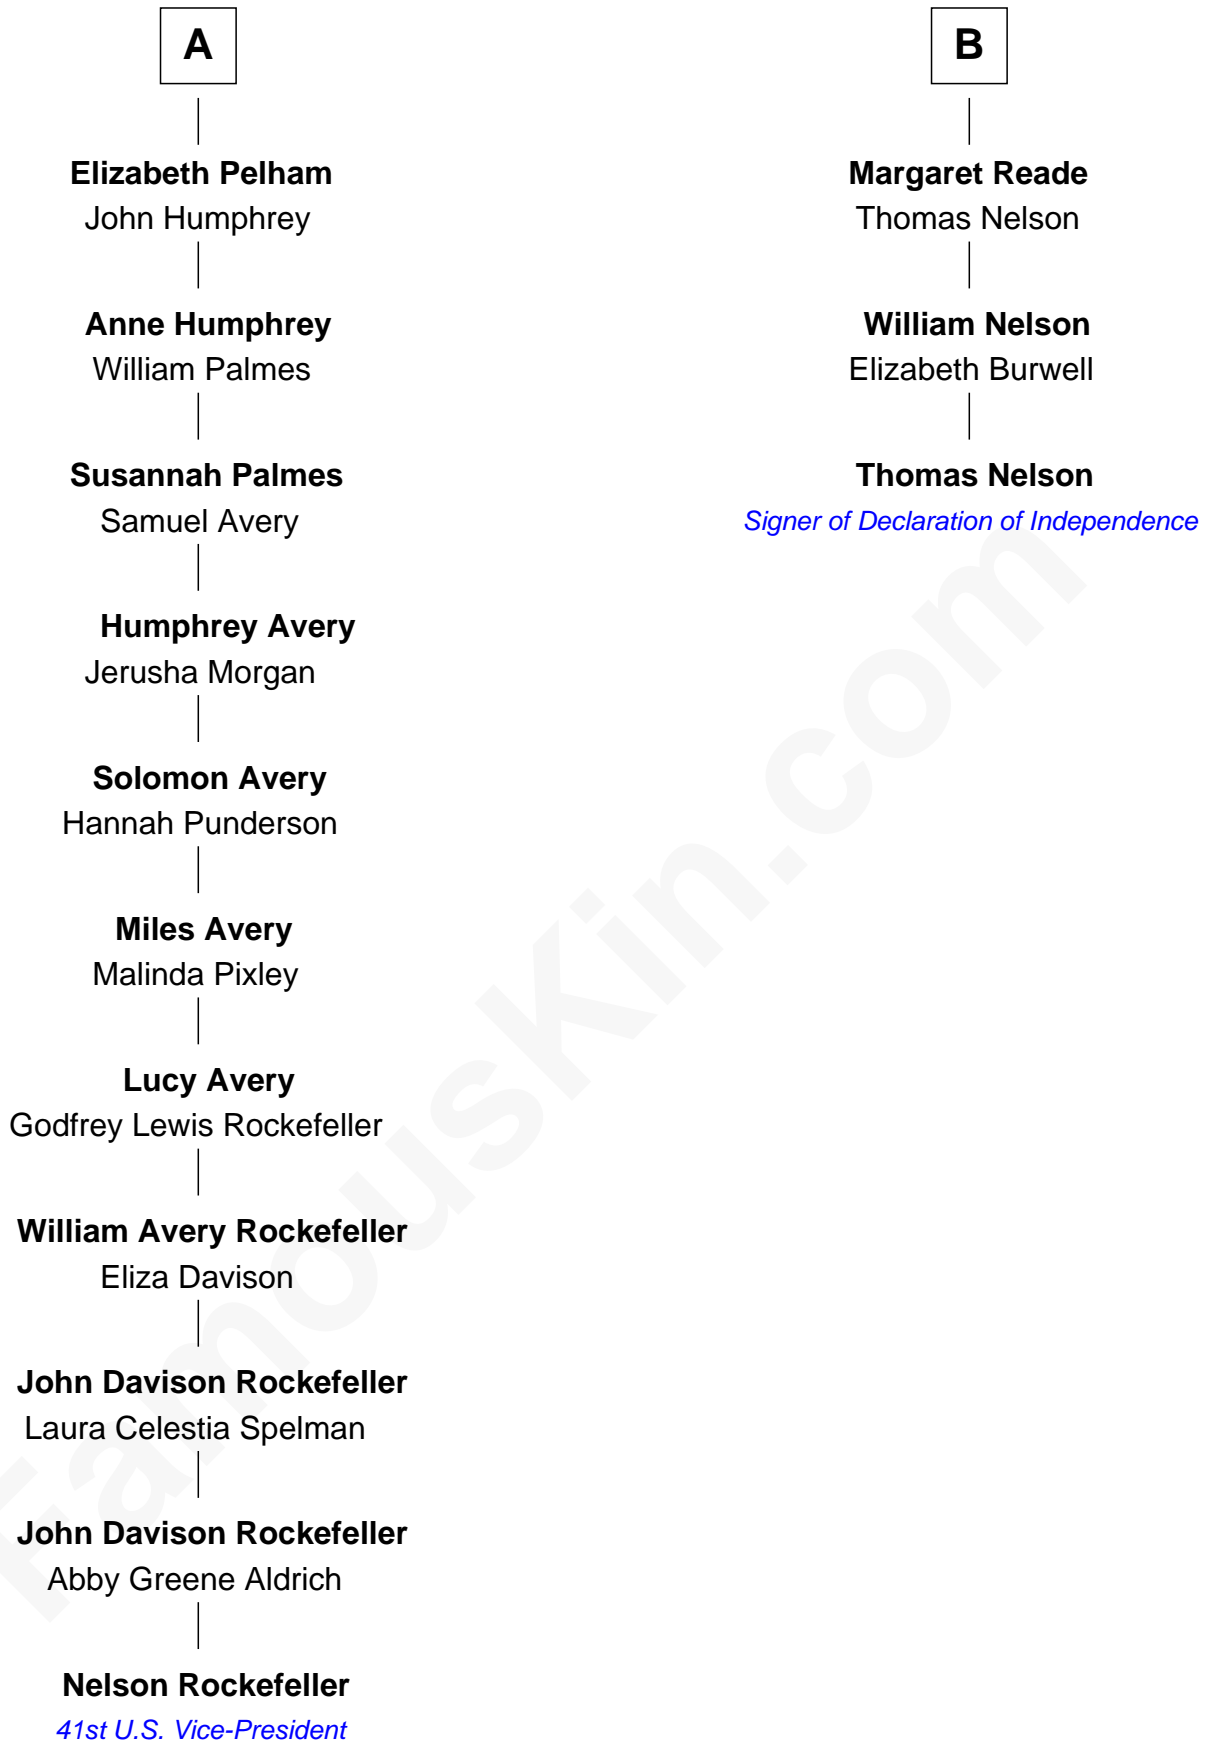 A
Elizabeth Pelham
John Humphrey
Anne Humphrey
William Palmes
Susannah Palmes
Samuel Avery
Humphrey Avery
Jerusha Morgan
Solomon Avery
Hannah Punderson
Miles Avery
Malinda Pixley
Lucy Avery
Godfrey Lewis Rockefeller
William Avery Rockefeller
Eliza Davison
John Davison Rockefeller
Laura Celestia Spelman
John Davison Rockefeller
Abby Greene Aldrich
Nelson Rockefeller
41st U.S. Vice-President
B
Margaret Reade
Thomas Nelson
William Nelson
Elizabeth Burwell
Thomas Nelson
Signer of Declaration of Independence
FamousKin.com